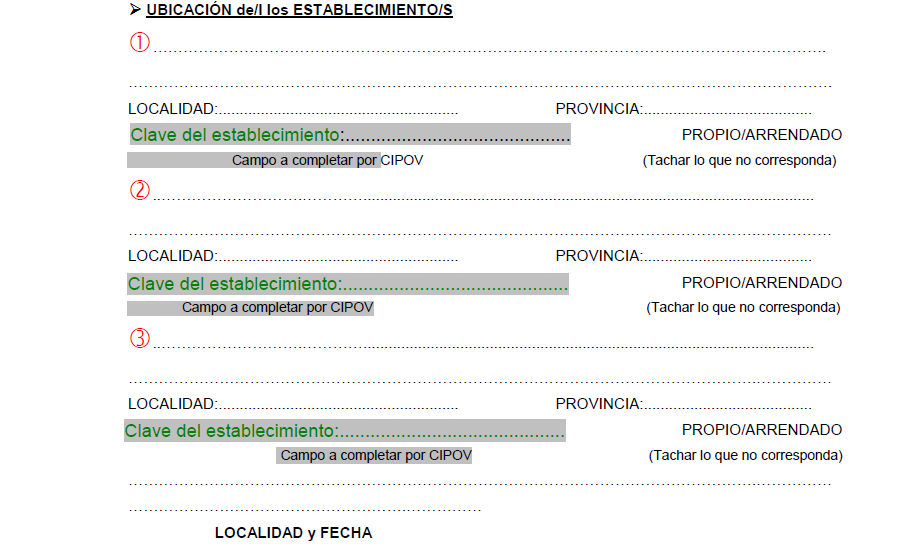 ➢ UBICACIÓN de/l los ESTABLECIMIENTO/S
① ..........................................................................................................................
................................................................................................................................
LOCALIDAD:......................................................... PROVINCIA:........................................
Clave del establecimiento:............................................ PROPIO/ARRENDADO
Campo a completar por CIPOV (Tachar lo que no corresponda)
② ..........................................................................................................................
................................................................................................................................
LOCALIDAD:......................................................... PROVINCIA:........................................
Clave del establecimiento:............................................ PROPIO/ARRENDADO
Campo a completar por CIPOV (Tachar lo que no corresponda)
③ ..........................................................................................................................
................................................................................................................................
LOCALIDAD:......................................................... PROVINCIA:........................................
Clave del establecimiento:............................................ PROPIO/ARRENDADO
Campo a completar por CIPOV (Tachar lo que no corresponda)
................................................................................................................................
................................................................
LOCALIDAD y FECHA